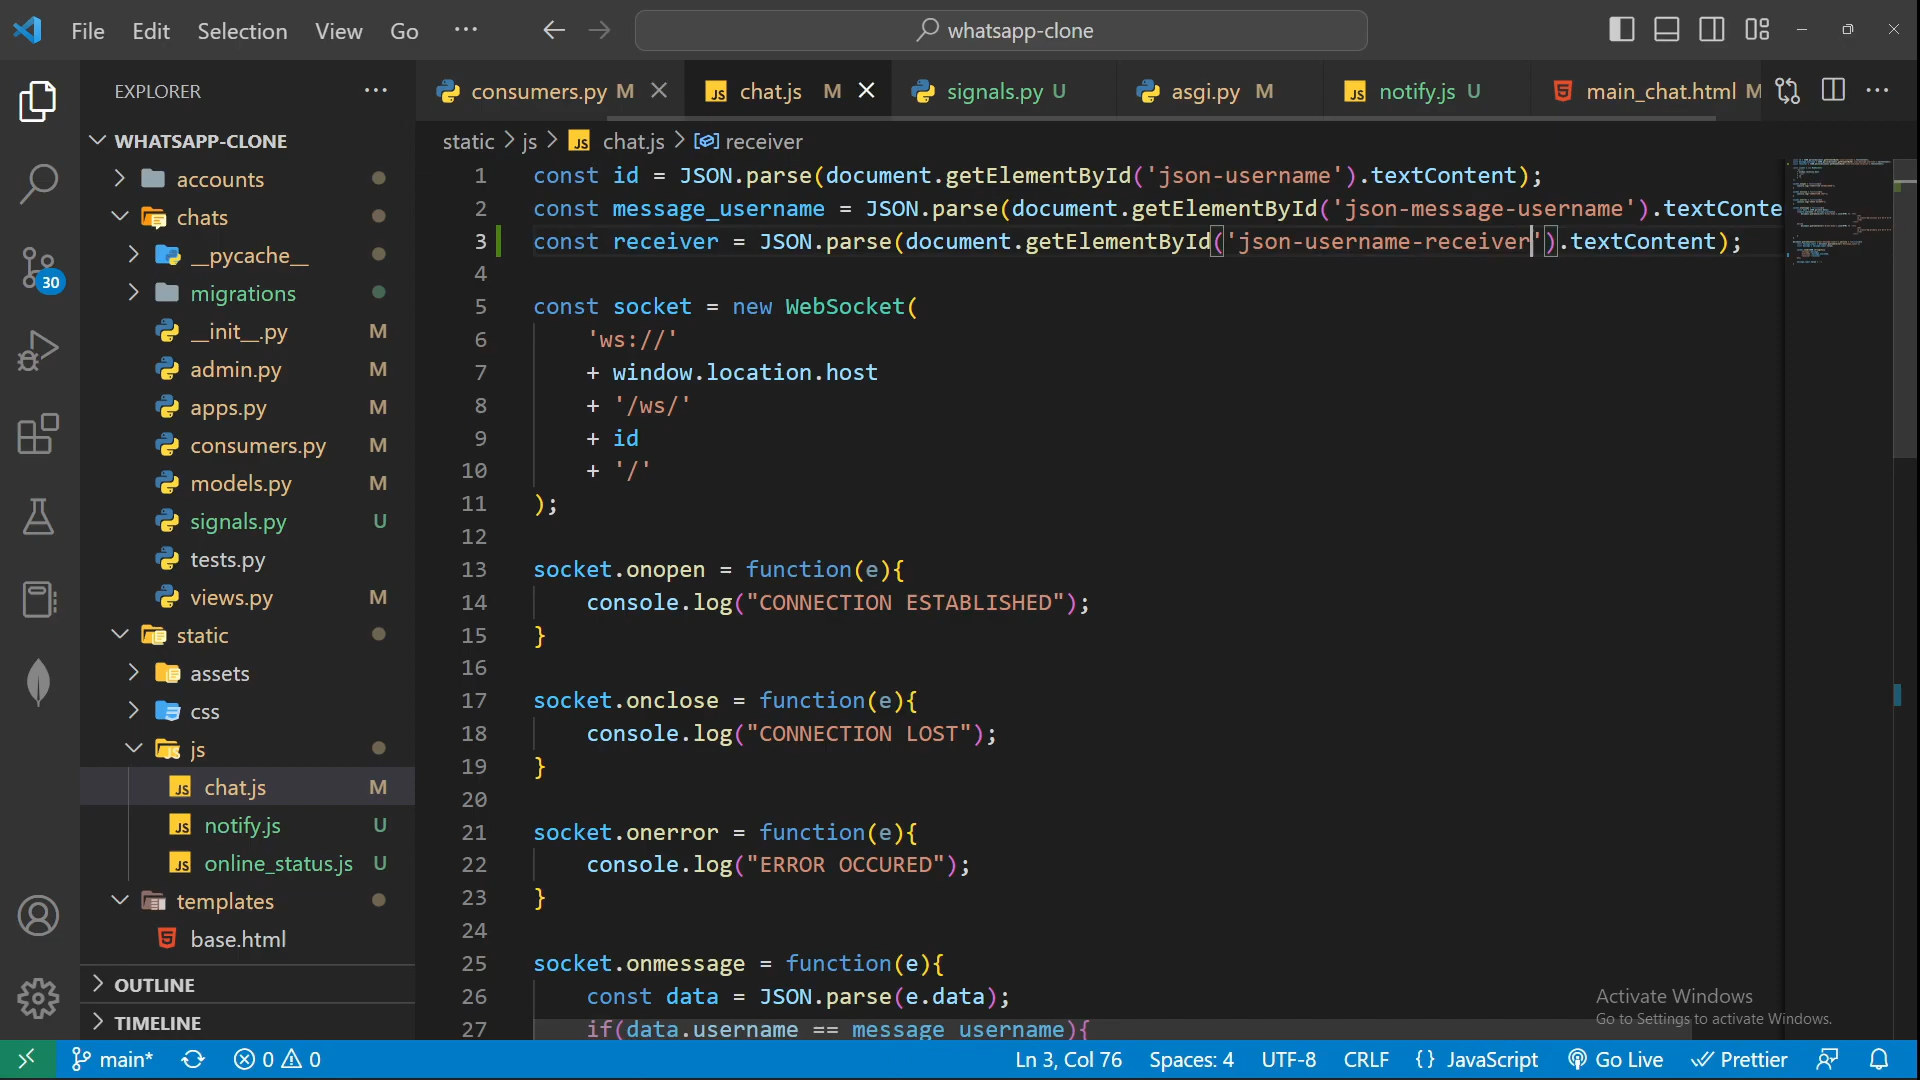 File Edit Selection View Go ··· whatsapp-clone
EXPLORER ···
consumers.py M
JS chat.js M
signals.py U
asgi.py M
JS notify.js U
main_chat.html M
···
static > js > JS chat.js > receiver
WHATSAPP-CLONE
accounts
chats
__pycache__
migrations
__init__.py M
admin.py M
apps.py M
consumers.py M
models.py M
signals.py U
tests.py
views.py M
static
assets
css
js
JS chat.js M
JS notify.js U
JS online_status.js U
templates
base.html
OUTLINE
TIMELINE
30
1 const id = JSON.parse(document.getElementById('json-username').textContent);
2 const message_username = JSON.parse(document.getElementById('json-message-username').textConte
3 const receiver = JSON.parse(document.getElementById('json-username-receiver').textContent);
4
5 const socket = new WebSocket(
6 'ws://'
7 + window.location.host
8 + '/ws/'
9 + id
10 + '/'
11 );
12
13 socket.onopen = function(e){
14 console.log("CONNECTION ESTABLISHED");
15 }
16
17 socket.onclose = function(e){
18 console.log("CONNECTION LOST");
19 }
20
21 socket.onerror = function(e){
22 console.log("ERROR OCCURED");
23 }
24
25 socket.onmessage = function(e){
26 const data = JSON.parse(e.data);
27 if(data.username == message_username){
Activate Windows
Go to Settings to activate Windows.
main* 0 0 Ln 3, Col 76 Spaces: 4 UTF-8 CRLF {} JavaScript Go Live Prettier